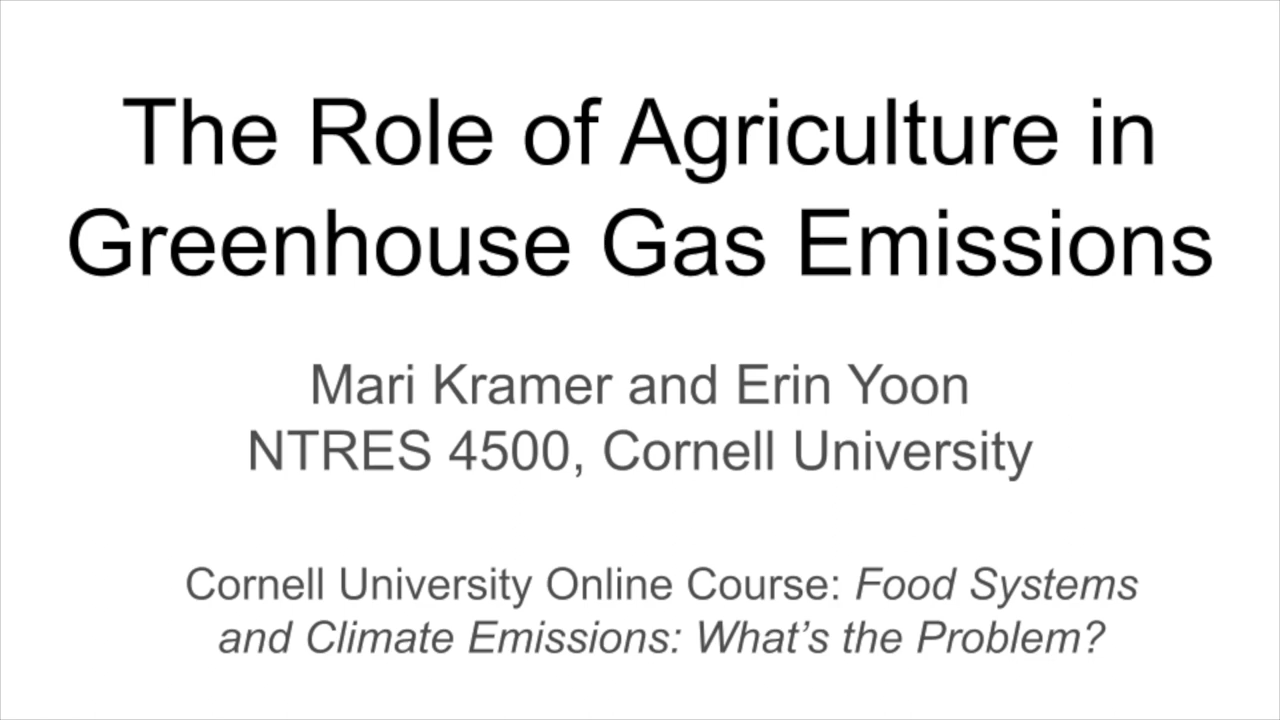 The Role of Agriculture in
Greenhouse Gas Emissions
Mari Kramer and Erin Yoon
NTRES 4500, Cornell University
Cornell University Online Course: Food Systems
and Climate Emissions: What’s the Problem?